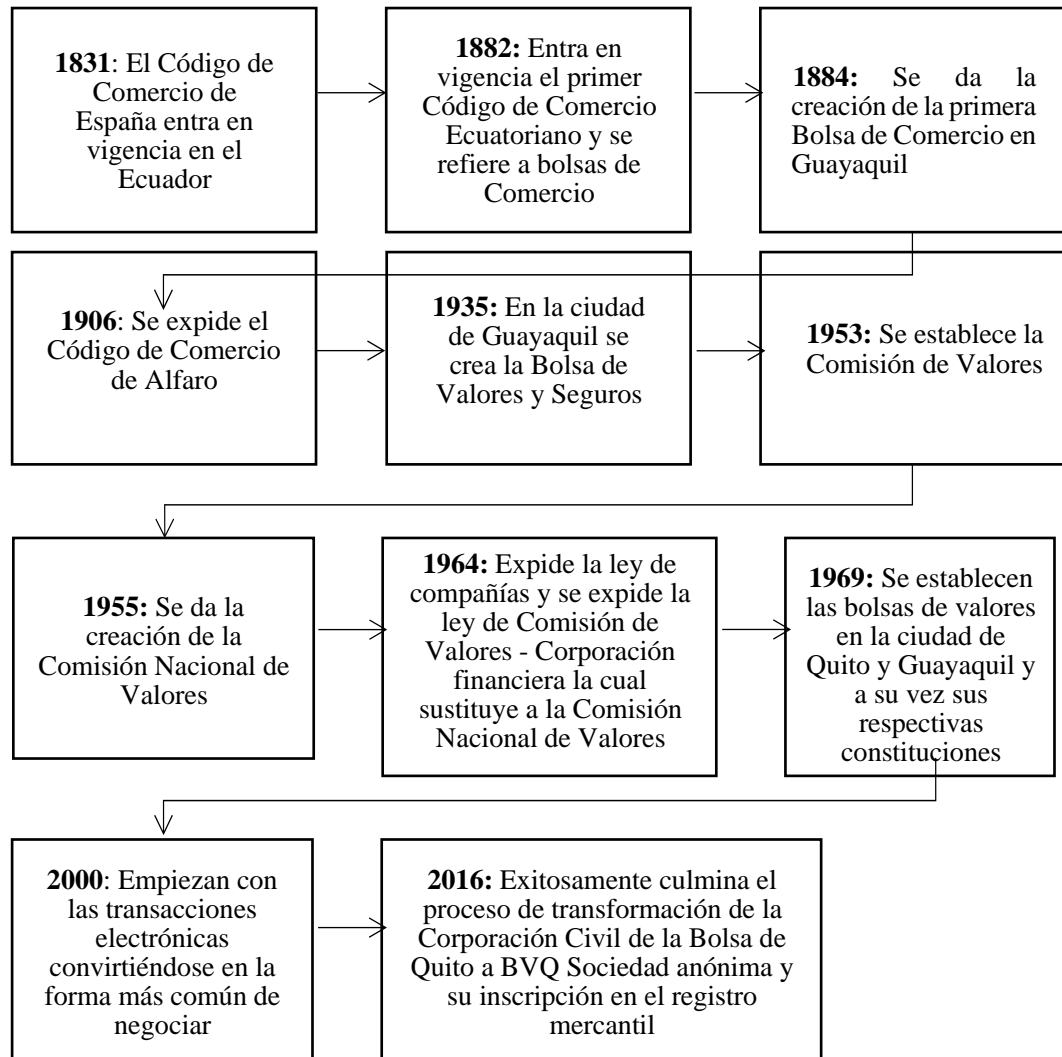 1831: El Código de
Comercio de
España entra en
vigencia en el
Ecuador
1882: Entra en
vigencia el primer
Código de Comercio
Ecuatoriano y se
refiere a bolsas de
Comercio
1884: Se da la
creación de la primera
Bolsa de Comercio en
Guayaquil
1906: Se expide el
Código de Comercio
de Alfaro
1935: En la ciudad
de Guayaquil se
crea la Bolsa de
Valores y Seguros
1953: Se establece la
Comisión de Valores
1955: Se da la
creación de la
Comisión Nacional de
Valores
1964: Expide la ley de
compañías y se expide la
ley de Comisión de
Valores - Corporación
financiera la cual
sustituye a la Comisión
Nacional de Valores
1969: Se establecen
las bolsas de valores
en la ciudad de
Quito y Guayaquil y
a su vez sus
respectivas
constituciones
2000: Empiezan con
las transacciones
electrónicas
convirtiéndose en la
forma más común de
negociar
2016: Exitosamente culmina el
proceso de transformación de la
Corporación Civil de la Bolsa de
Quito a BVQ Sociedad anónima y
su inscripción en el registro
mercantil